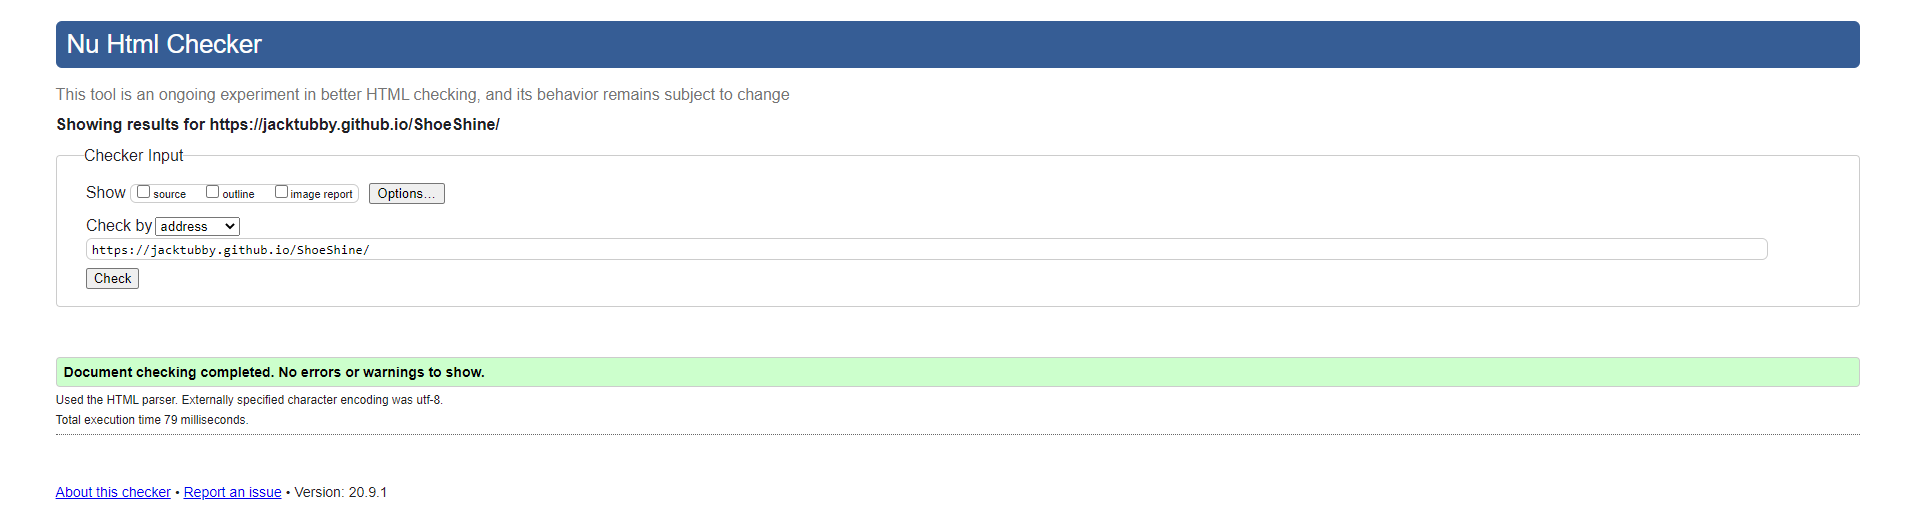 Nu Html Checker
This tool is an ongoing experiment in better HTML checking, and its behavior remains subject to change
Showing results for https://jacktubby.github.io/ShoeShine/
Checker Input
Show source outline image report Options...
Check by address
https://jacktubby.github.io/ShoeShine/
Check
Document checking completed. No errors or warnings to show.
Used the HTML parser. Externally specified character encoding was utf-8.
Total execution time 79 milliseconds.
About this checker • Report an issue • Version: 20.9.1